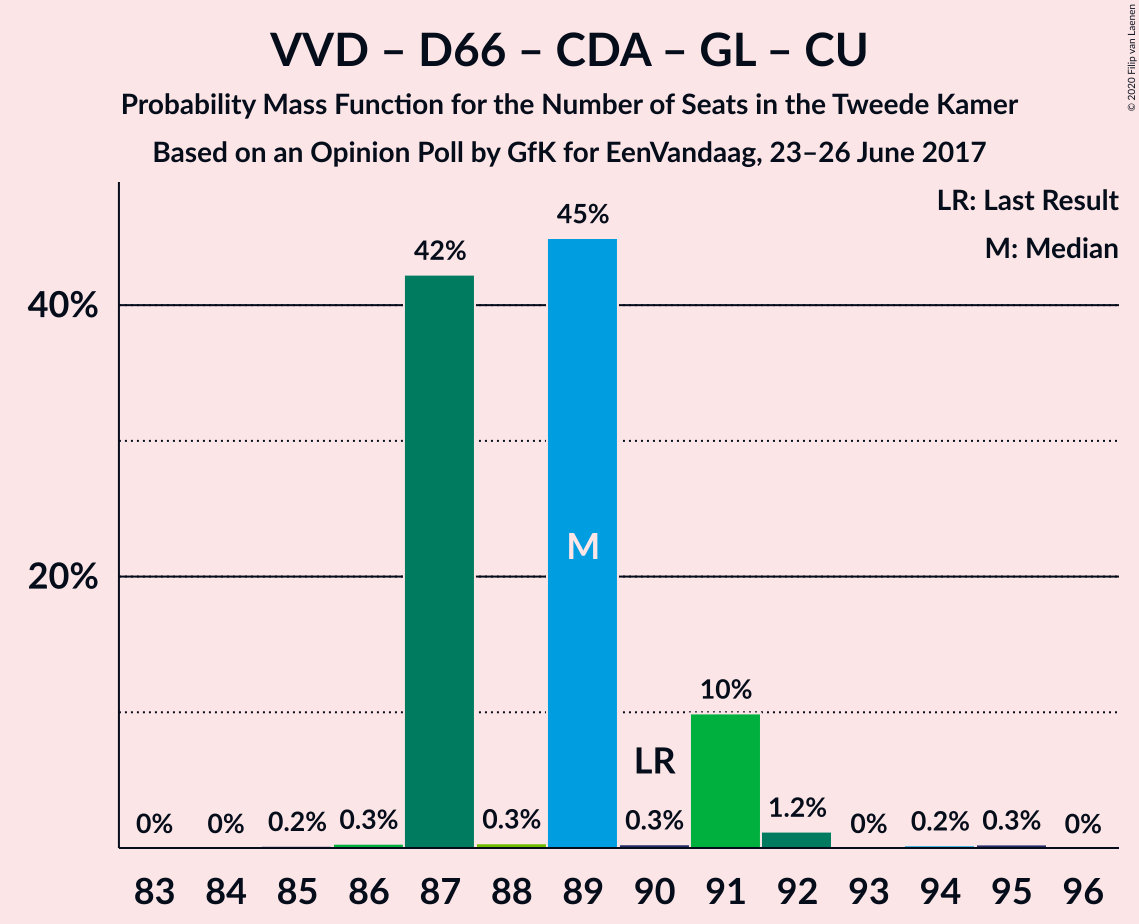 VVD – D66 – CDA – GL – CU
Probability Mass Function for the Number of Seats in the Tweede Kamer
Based on an Opinion Poll by GfK for EenVandaag, 23–26 June 2017
© 2020 Filip van Laenen
LR: Last Result
M: Median
45%
42%
40%
M
20%
10%
LR
0% 0% 0.2% 0.3% 0.3% 0.3% 1.2% 0% 0.2% 0.3% 0%
83 84 85 86 87 88 89 90 91 92 93 94 95 96